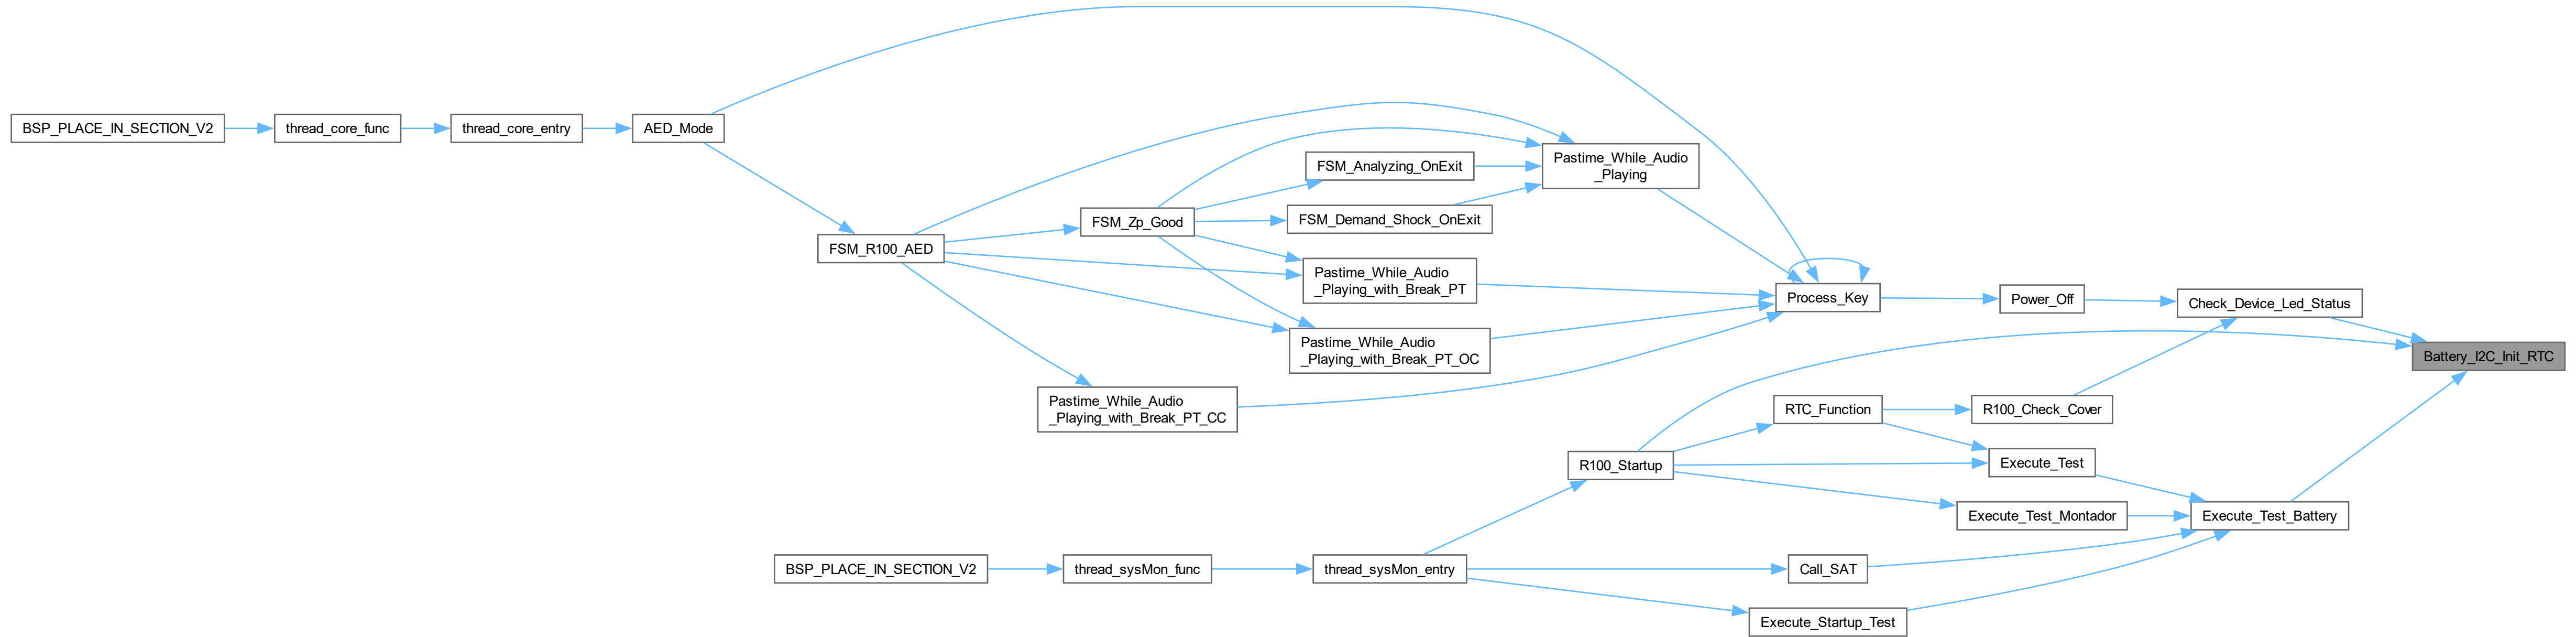 BSP_PLACE_IN_SECTION_V2
thread_core_func
thread_core_entry
AED_Mode
Pastime_While_Audio
_Playing
FSM_Analyzing_OnExit
FSM_Demand_Shock_OnExit
FSM_Zp_Good
FSM_R100_AED
Pastime_While_Audio
_Playing_with_Break_PT
Process_Key
Power_Off
Check_Device_Led_Status
Pastime_While_Audio
_Playing_with_Break_PT_OC
Battery_I2C_Init_RTC
Pastime_While_Audio
_Playing_with_Break_PT_CC
RTC_Function
R100_Check_Cover
R100_Startup
Execute_Test
Execute_Test_Montador
Execute_Test_Battery
BSP_PLACE_IN_SECTION_V2
thread_sysMon_func
thread_sysMon_entry
Call_SAT
Execute_Startup_Test